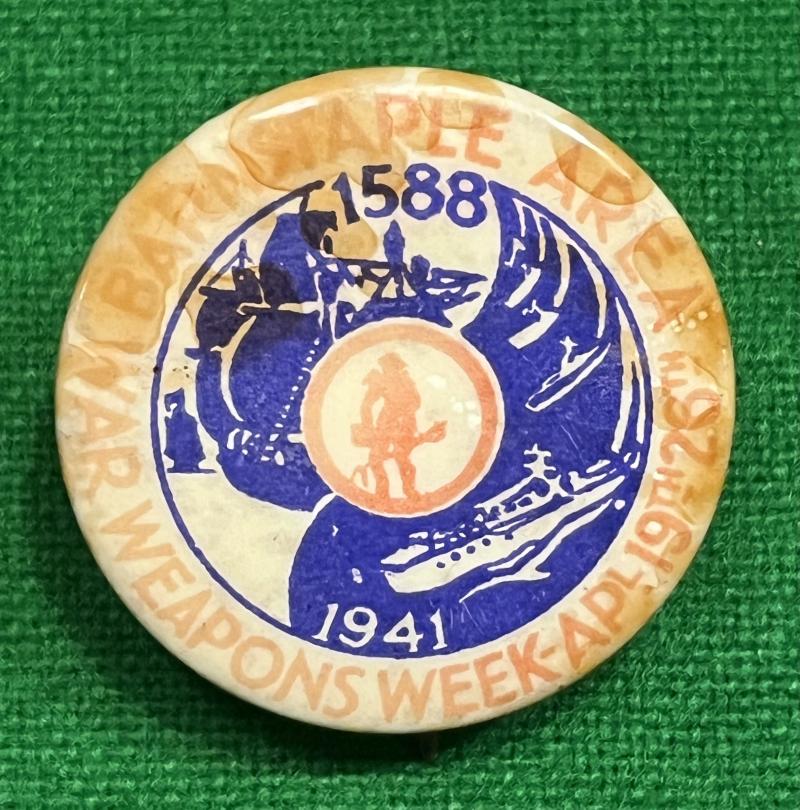 BARNSTAPLE AREA
WAR WEAPONS WEEK-APL 19TH 26TH
1588
1941